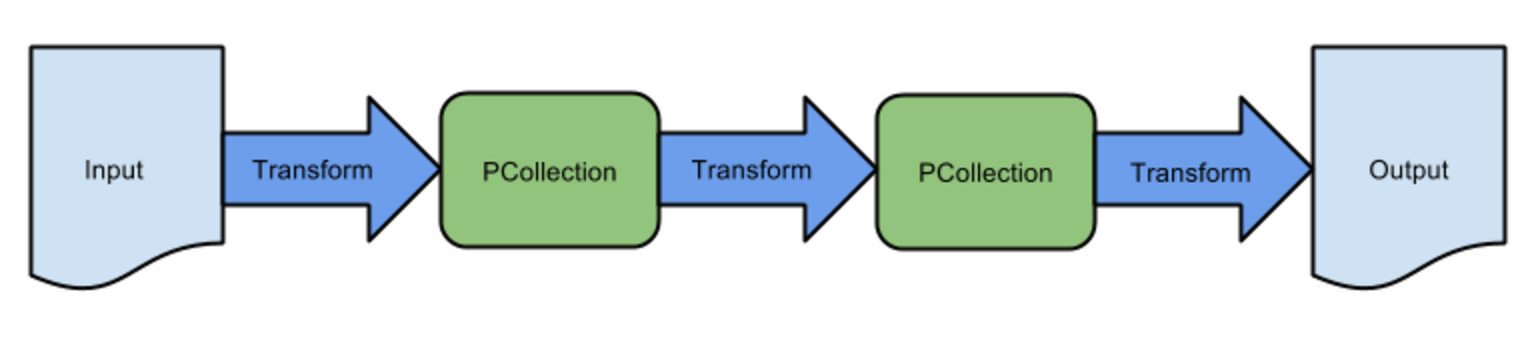 Input
Transform
PCollection
Transform
PCollection
Transform
Output